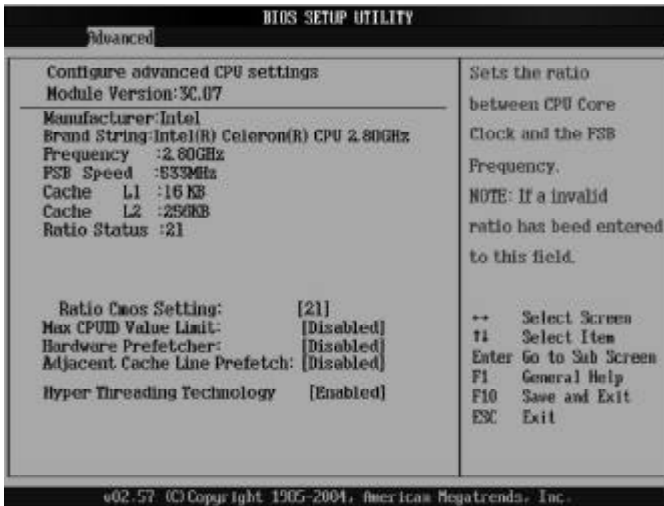 BIOS SETUP UTILITY
Advanced
Configure advanced CPU settings
Module Version:3C.07
Manufacturer:Intel
Brand String:Intel(R) Celeron(R) CPU 2.80GHz
Frequency :2.80GHz
FSB Speed :533MHz
Cache L1 :16 KB
Cache L2 :256KB
Ratio Status :21
Ratio Cmos Setting: [21]
Max CPUID Value Limit: [Disabled]
Hardware Prefetcher: [Disabled]
Adjacent Cache Line Prefetch: [Disabled]
Hyper Threading Technology [Enabled]
Sets the ratio
between CPU Core
Clock and the FSB
Frequency.
NOTE: If a invalid
ratio has beed entered
to this field.
↔ Select Screen
↑↓ Select Item
Enter Go to Sub Screen
F1 General Help
F10 Save and Exit
ESC Exit
v02.57 (C)Copyright 1905-2004, American Megatrends, Inc.